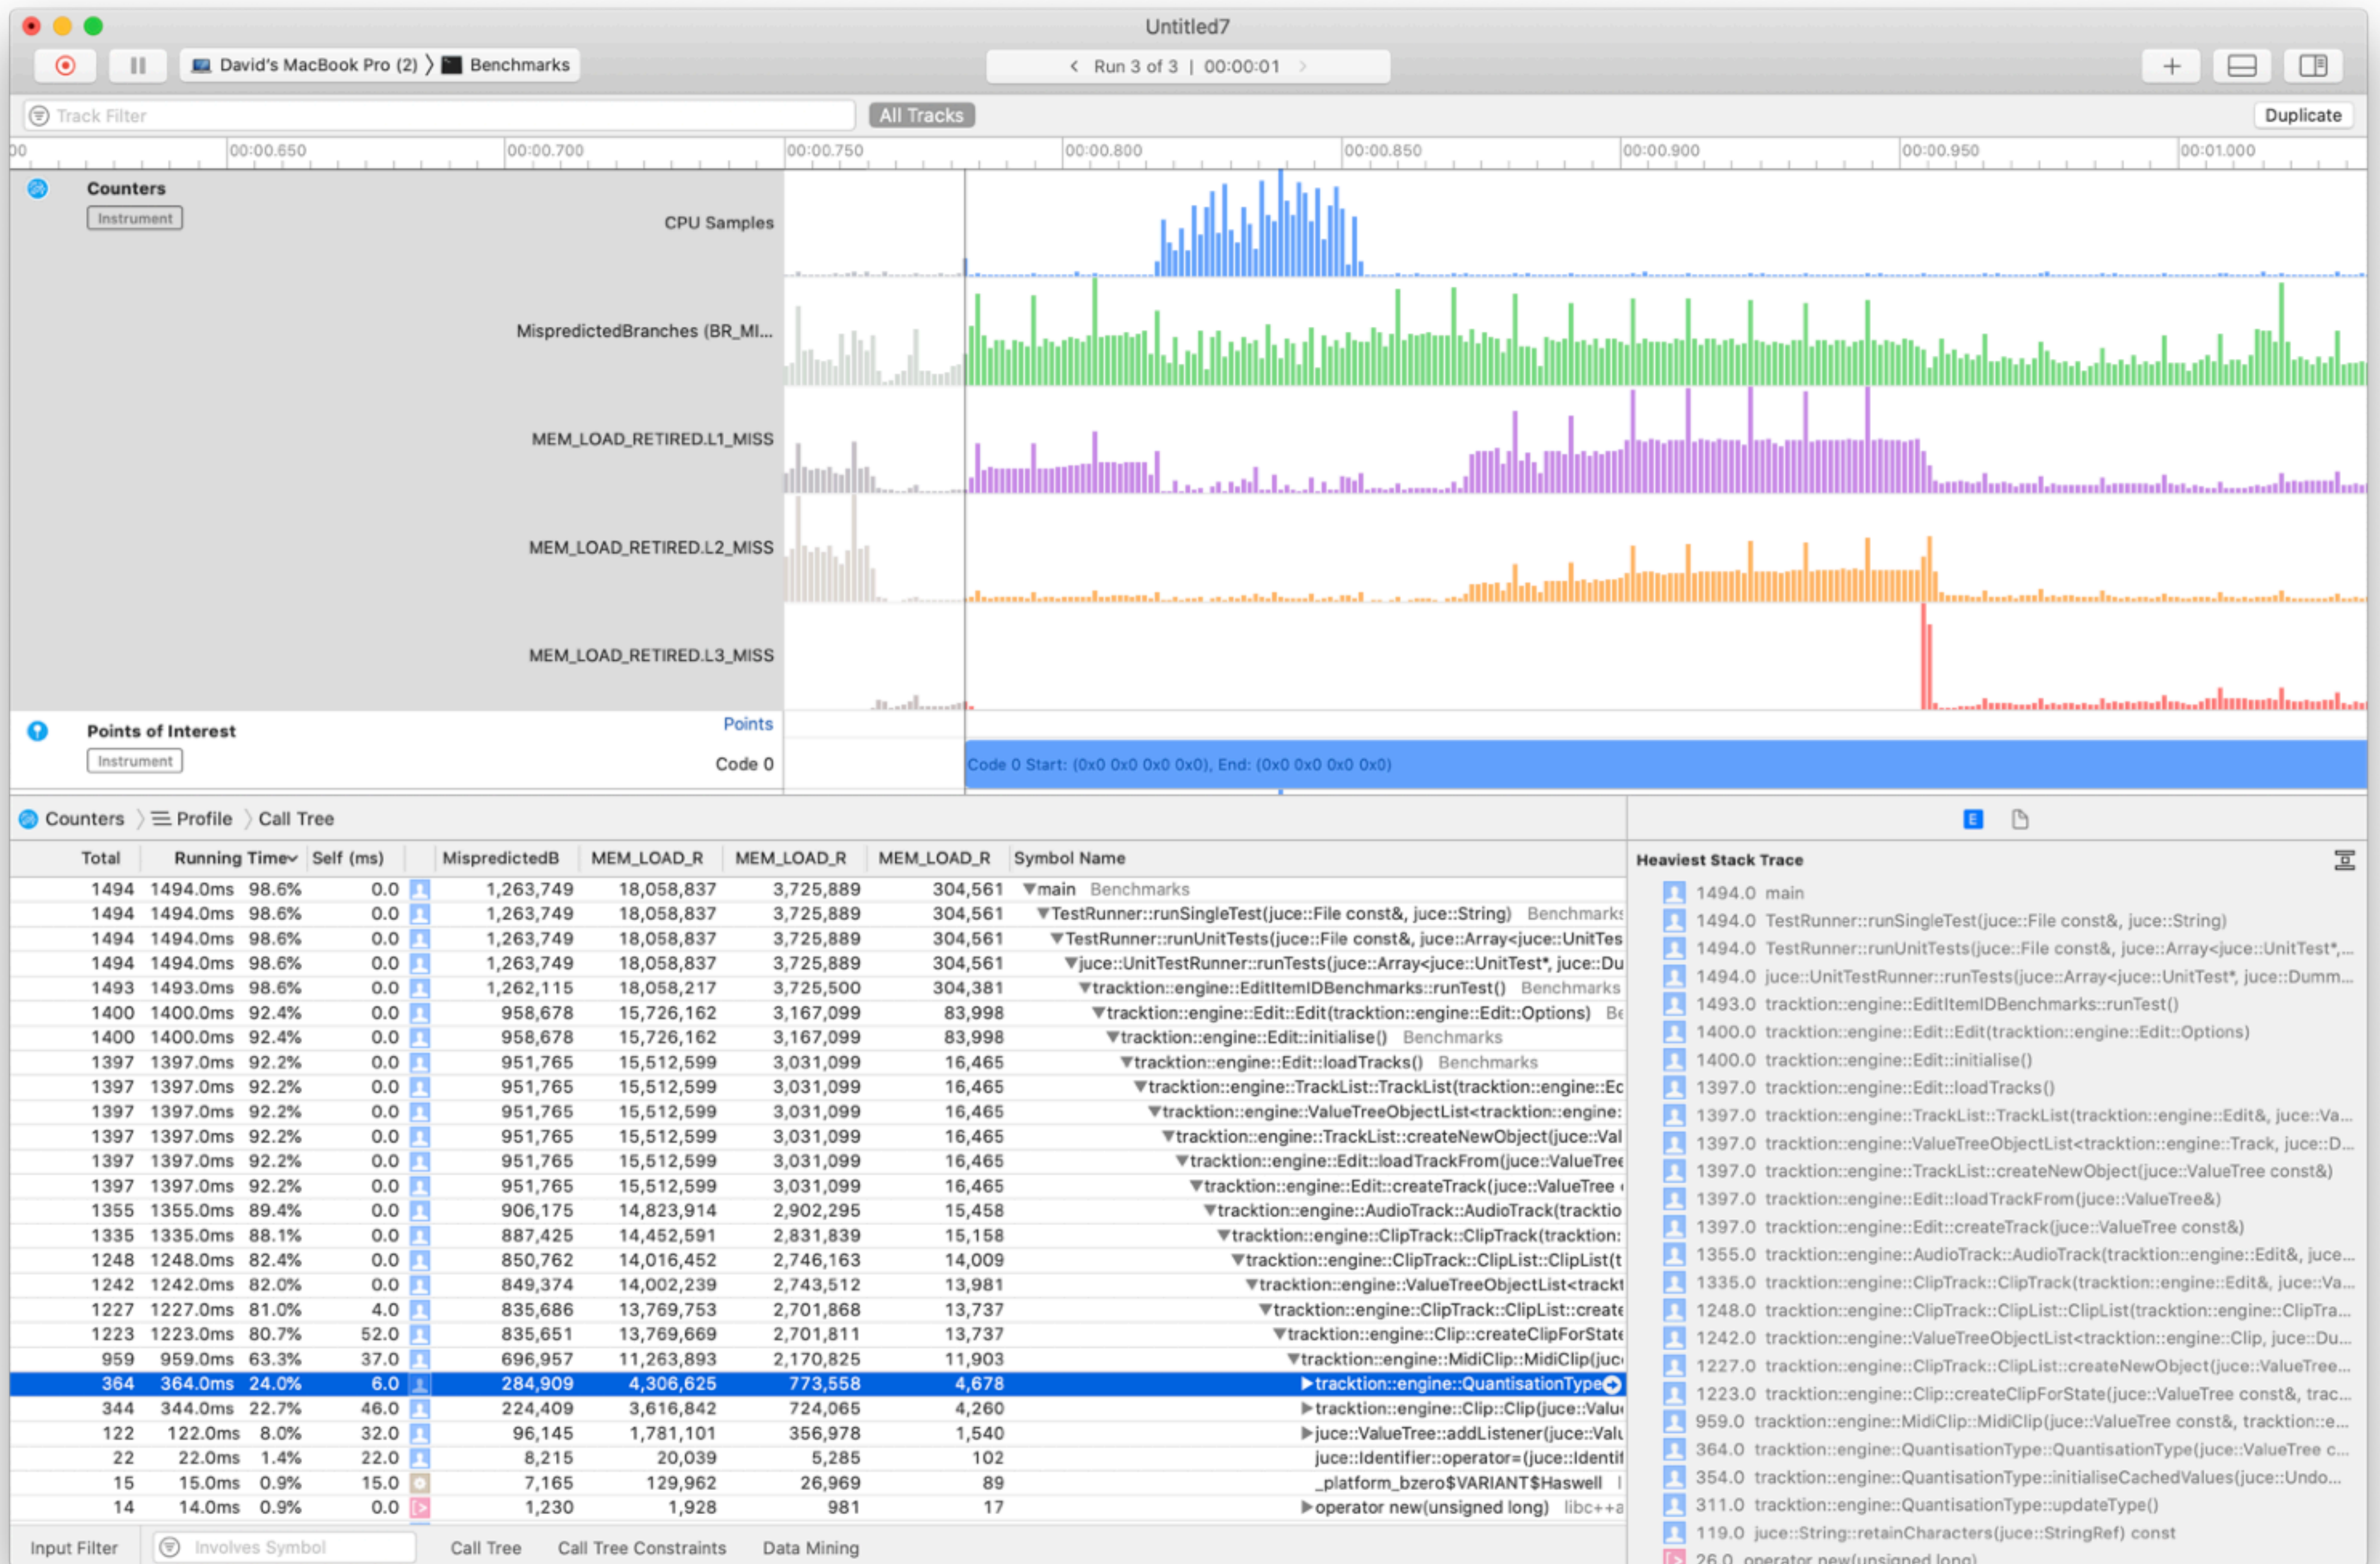 Untitled7
David's MacBook Pro (2) 〉 Benchmarks
‹ Run 3 of 3 | 00:00:01 ›
Track Filter All Tracks Duplicate
00 00:00.650 00:00.700 00:00.750 00:00.800 00:00.850 00:00.900 00:00.950 00:01.000
Counters
Instrument
CPU Samples
MispredictedBranches (BR_MI...
MEM_LOAD_RETIRED.L1_MISS
MEM_LOAD_RETIRED.L2_MISS
MEM_LOAD_RETIRED.L3_MISS
Points of Interest
Instrument
Points
Code 0
Code 0 Start: (0x0 0x0 0x0 0x0), End: (0x0 0x0 0x0 0x0)
Counters 〉 Profile 〉 Call Tree
Total Running Time Self (ms) MispredictedB MEM_LOAD_R MEM_LOAD_R MEM_LOAD_R Symbol Name
1494 1494.0ms 98.6% 0.0 1,263,749 18,058,837 3,725,889 304,561 ▼main Benchmarks
1494 1494.0ms 98.6% 0.0 1,263,749 18,058,837 3,725,889 304,561 ▼TestRunner::runSingleTest(juce::File const&, juce::String) Benchmarks
1494 1494.0ms 98.6% 0.0 1,263,749 18,058,837 3,725,889 304,561 ▼TestRunner::runUnitTests(juce::File const&, juce::Array<juce::UnitTes
1494 1494.0ms 98.6% 0.0 1,263,749 18,058,837 3,725,889 304,561 ▼juce::UnitTestRunner::runTests(juce::Array<juce::UnitTest*, juce::Du
1493 1493.0ms 98.6% 0.0 1,262,115 18,058,217 3,725,500 304,381 ▼tracktion::engine::EditItemIDBenchmarks::runTest() Benchmarks
1400 1400.0ms 92.4% 0.0 958,678 15,726,162 3,167,099 83,998 ▼tracktion::engine::Edit::Edit(tracktion::engine::Edit::Options) Be
1400 1400.0ms 92.4% 0.0 958,678 15,726,162 3,167,099 83,998 ▼tracktion::engine::Edit::initialise() Benchmarks
1397 1397.0ms 92.2% 0.0 951,765 15,512,599 3,031,099 16,465 ▼tracktion::engine::Edit::loadTracks() Benchmarks
1397 1397.0ms 92.2% 0.0 951,765 15,512,599 3,031,099 16,465 ▼tracktion::engine::TrackList::TrackList(tracktion::engine::Ed
1397 1397.0ms 92.2% 0.0 951,765 15,512,599 3,031,099 16,465 ▼tracktion::engine::ValueTreeObjectList<tracktion::engine:
1397 1397.0ms 92.2% 0.0 951,765 15,512,599 3,031,099 16,465 ▼tracktion::engine::TrackList::createNewObject(juce::Val
1397 1397.0ms 92.2% 0.0 951,765 15,512,599 3,031,099 16,465 ▼tracktion::engine::Edit::loadTrackFrom(juce::ValueTree
1397 1397.0ms 92.2% 0.0 951,765 15,512,599 3,031,099 16,465 ▼tracktion::engine::Edit::createTrack(juce::ValueTree
1355 1355.0ms 89.4% 0.0 906,175 14,823,914 2,902,295 15,458 ▼tracktion::engine::AudioTrack::AudioTrack(tracktio
1335 1335.0ms 88.1% 0.0 887,425 14,452,591 2,831,839 15,158 ▼tracktion::engine::ClipTrack::ClipTrack(tracktion:
1248 1248.0ms 82.4% 0.0 850,762 14,016,452 2,746,163 14,009 ▼tracktion::engine::ClipTrack::ClipList::ClipList(t
1242 1242.0ms 82.0% 0.0 849,374 14,002,239 2,743,512 13,981 ▼tracktion::engine::ValueTreeObjectList<trackt
1227 1227.0ms 81.0% 4.0 835,686 13,769,753 2,701,868 13,737 ▼tracktion::engine::ClipTrack::ClipList::create
1223 1223.0ms 80.7% 52.0 835,651 13,769,669 2,701,811 13,737 ▼tracktion::engine::Clip::createClipForState
959 959.0ms 63.3% 37.0 696,957 11,263,893 2,170,825 11,903 ▼tracktion::engine::MidiClip::MidiClip(juc
364 364.0ms 24.0% 6.0 284,909 4,306,625 773,558 4,678 ▶tracktion::engine::QuantisationType
344 344.0ms 22.7% 46.0 224,409 3,616,842 724,065 4,260 ▶tracktion::engine::Clip::Clip(juce::Valu
122 122.0ms 8.0% 32.0 96,145 1,781,101 356,978 1,540 ▶juce::ValueTree::addListener(juce::Valu
22 22.0ms 1.4% 22.0 8,215 20,039 5,285 102 juce::Identifier::operator=(juce::Identif
15 15.0ms 0.9% 15.0 7,165 129,962 26,969 89 _platform_bzero$VARIANT$Haswell
14 14.0ms 0.9% 0.0 1,230 1,928 981 17 ▶operator new(unsigned long) libc++a
Input Filter Involves Symbol Call Tree Call Tree Constraints Data Mining
E
Heaviest Stack Trace
1494.0 main
1494.0 TestRunner::runSingleTest(juce::File const&, juce::String)
1494.0 TestRunner::runUnitTests(juce::File const&, juce::Array<juce::UnitTest*,...
1494.0 juce::UnitTestRunner::runTests(juce::Array<juce::UnitTest*, juce::Dumm...
1493.0 tracktion::engine::EditItemIDBenchmarks::runTest()
1400.0 tracktion::engine::Edit::Edit(tracktion::engine::Edit::Options)
1400.0 tracktion::engine::Edit::initialise()
1397.0 tracktion::engine::Edit::loadTracks()
1397.0 tracktion::engine::TrackList::TrackList(tracktion::engine::Edit&, juce::Va...
1397.0 tracktion::engine::ValueTreeObjectList<tracktion::engine::Track, juce::D...
1397.0 tracktion::engine::TrackList::createNewObject(juce::ValueTree const&)
1397.0 tracktion::engine::Edit::loadTrackFrom(juce::ValueTree&)
1397.0 tracktion::engine::Edit::createTrack(juce::ValueTree const&)
1355.0 tracktion::engine::AudioTrack::AudioTrack(tracktion::engine::Edit&, juce...
1335.0 tracktion::engine::ClipTrack::ClipTrack(tracktion::engine::Edit&, juce::Va...
1248.0 tracktion::engine::ClipTrack::ClipList::ClipList(tracktion::engine::ClipTra...
1242.0 tracktion::engine::ValueTreeObjectList<tracktion::engine::Clip, juce::Du...
1227.0 tracktion::engine::ClipTrack::ClipList::createNewObject(juce::ValueTree...
1223.0 tracktion::engine::Clip::createClipForState(juce::ValueTree const&, trac...
959.0 tracktion::engine::MidiClip::MidiClip(juce::ValueTree const&, tracktion::e...
364.0 tracktion::engine::QuantisationType::QuantisationType(juce::ValueTree c...
354.0 tracktion::engine::QuantisationType::initialiseCachedValues(juce::Undo...
311.0 tracktion::engine::QuantisationType::updateType()
119.0 juce::String::retainCharacters(juce::StringRef) const
26.0 operator new(unsigned long)